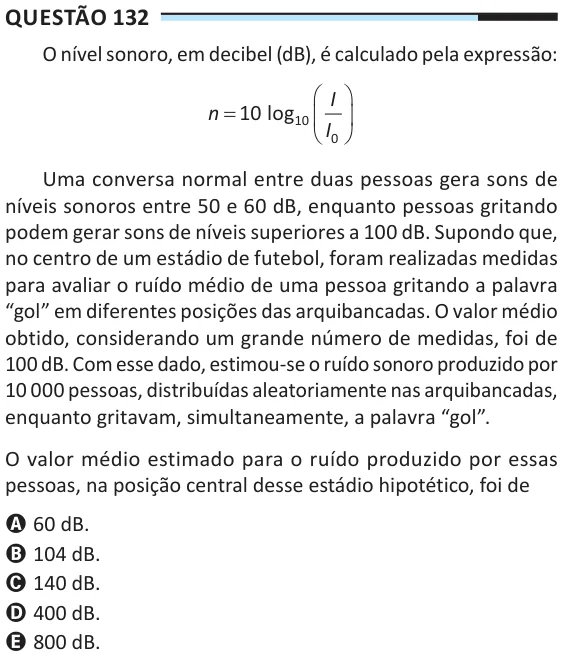 QUESTÃO 132
O nível sonoro, em decibel (dB), é calculado pela expressão:
n = 10 log₁₀ (I / I₀)
Uma conversa normal entre duas pessoas gera sons de
níveis sonoros entre 50 e 60 dB, enquanto pessoas gritando
podem gerar sons de níveis superiores a 100 dB. Supondo que,
no centro de um estádio de futebol, foram realizadas medidas
para avaliar o ruído médio de uma pessoa gritando a palavra
“gol” em diferentes posições das arquibancadas. O valor médio
obtido, considerando um grande número de medidas, foi de
100 dB. Com esse dado, estimou-se o ruído sonoro produzido por
10 000 pessoas, distribuídas aleatoriamente nas arquibancadas,
enquanto gritavam, simultaneamente, a palavra “gol”.
O valor médio estimado para o ruído produzido por essas
pessoas, na posição central desse estádio hipotético, foi de
A 60 dB.
B 104 dB.
C 140 dB.
D 400 dB.
E 800 dB.